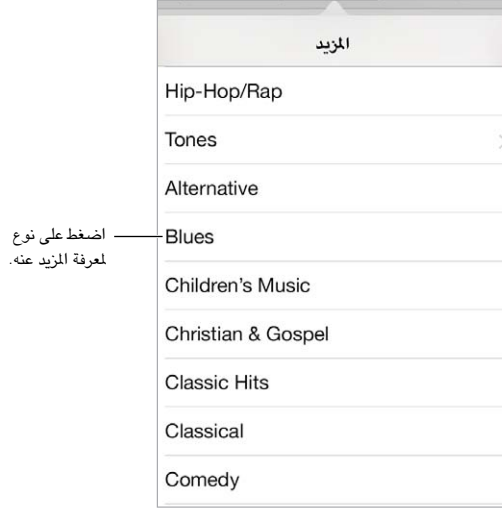 المزيد
Hip-Hop/Rap
Tones
Alternative
Blues
Children's Music
Christian & Gospel
Classic Hits
Classical
Comedy
اضغط على نوع
لمعرفة المزيد عنه.